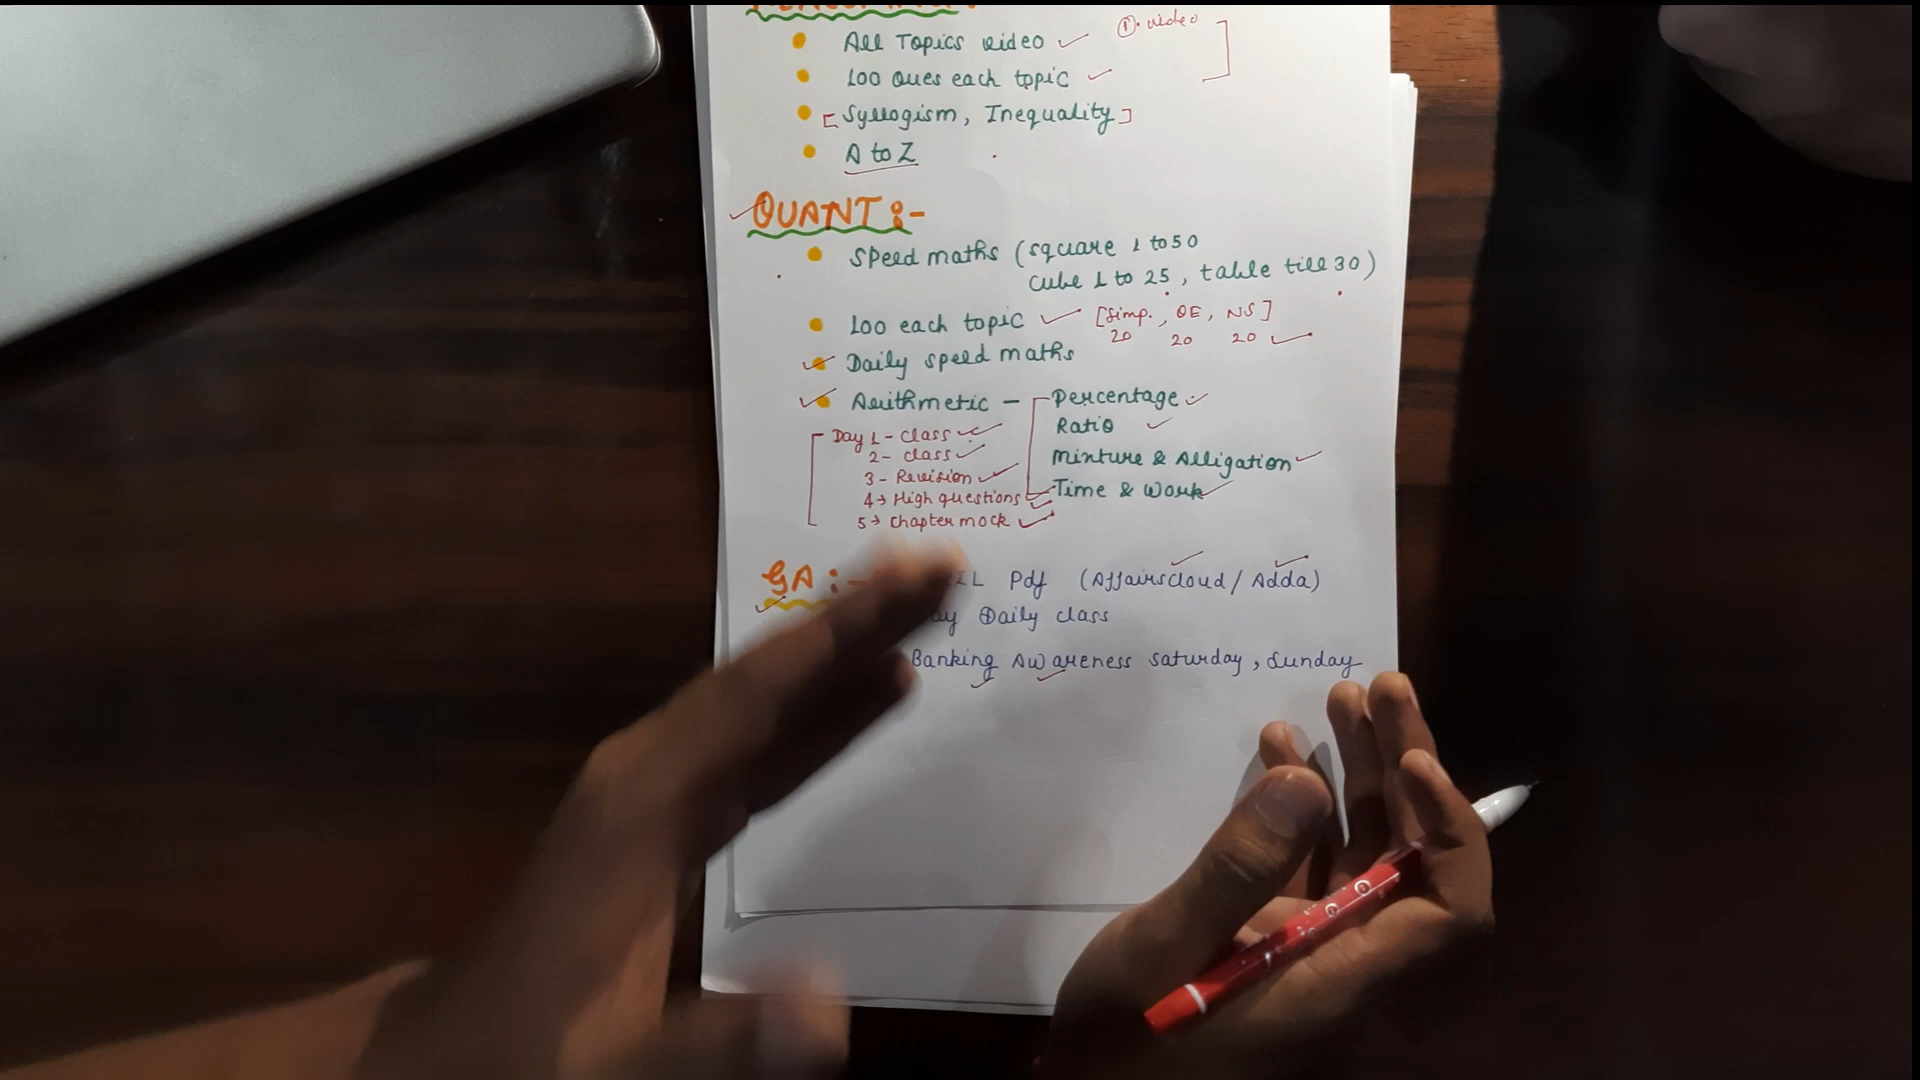 ① video
All Topics video
100 Ques each topic
[Syllogism, Inequality]
A to Z
QUANT :-
Speed maths (square 1 to 50
cube 1 to 25, table till 30)
100 each topic [Simp., QE, NS]
20 20 20
Daily speed maths
Arithmetic - Percentage
Ratio
Mixture & Alligation
Time & Work
Day 1 - class
2 - class
3 - Revision
4 → High questions
5 → Chapter mock
GA :- Pdf (Affairscloud / Adda)
Daily class
Banking Awareness Saturday, Sunday